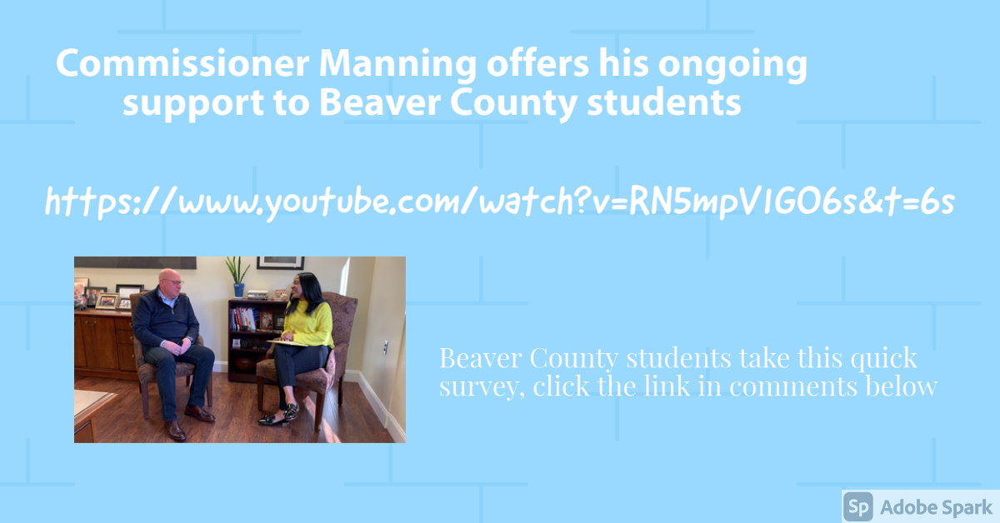 Commissioner Manning offers his ongoing
support to Beaver County students
https://www.youtube.com/watch?v=RN5mpV1GO6s&t=6s
Beaver County students take this quick
survey, click the link in comments below
Sp Adobe Spark